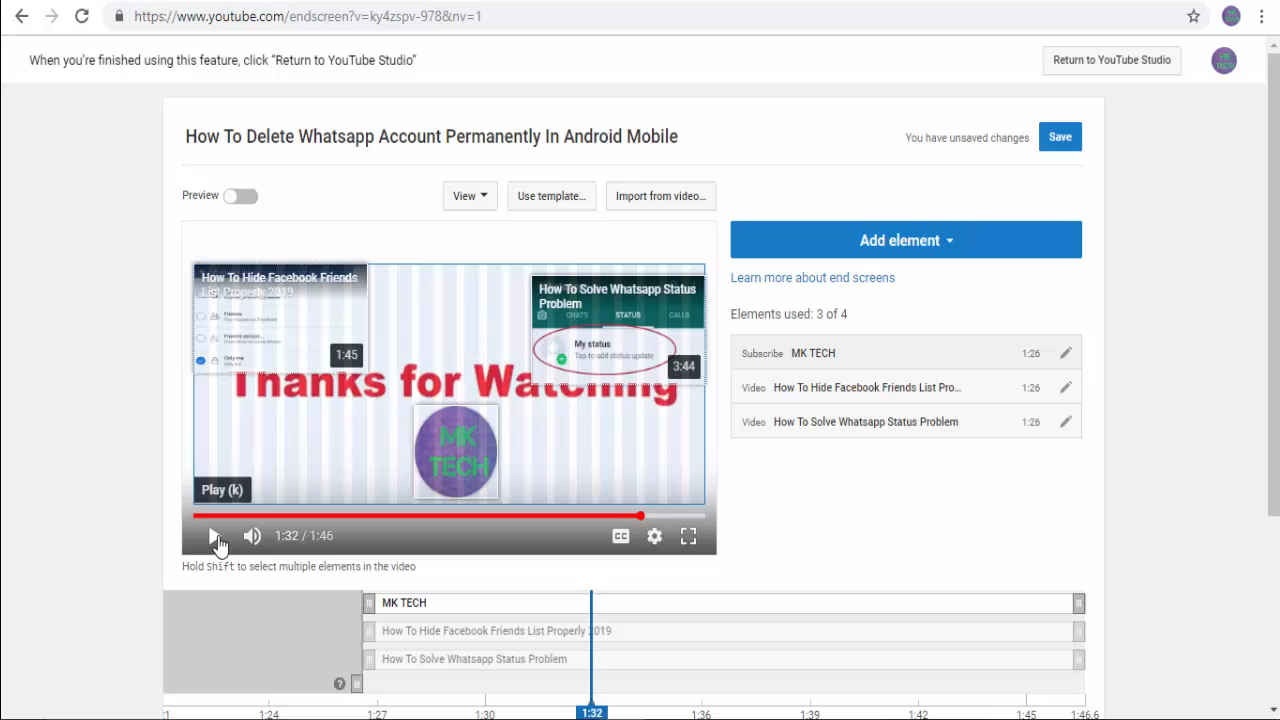 https://www.youtube.com/endscreen?v=ky4zspv-978&nv=1
When you're finished using this feature, click “Return to YouTube Studio”
Return to YouTube Studio
MK
TECH
How To Delete Whatsapp Account Permanently In Android Mobile
You have unsaved changes
Save
Preview
View
Use template...
Import from video...
Add element
Learn more about end screens
Elements used: 3 of 4
Subscribe MK TECH 1:26
Video How To Hide Facebook Friends List Pro... 1:26
Video How To Solve Whatsapp Status Problem 1:26
How To Hide Facebook Friends
List Properly 2019
Friends
Friends except...
Only me
1:45
How To Solve Whatsapp Status
Problem
CHATS STATUS CALLS
My status
Tap to add status update
3:44
Thanks for Watching
MK
TECH
Play (k)
1:32 / 1:46
CC
Hold Shift to select multiple elements in the video
MK TECH
How To Hide Facebook Friends List Properly 2019
How To Solve Whatsapp Status Problem
?
1:24 1:27 1:30 1:32 1:36 1:39 1:42 1:45 1:46.6